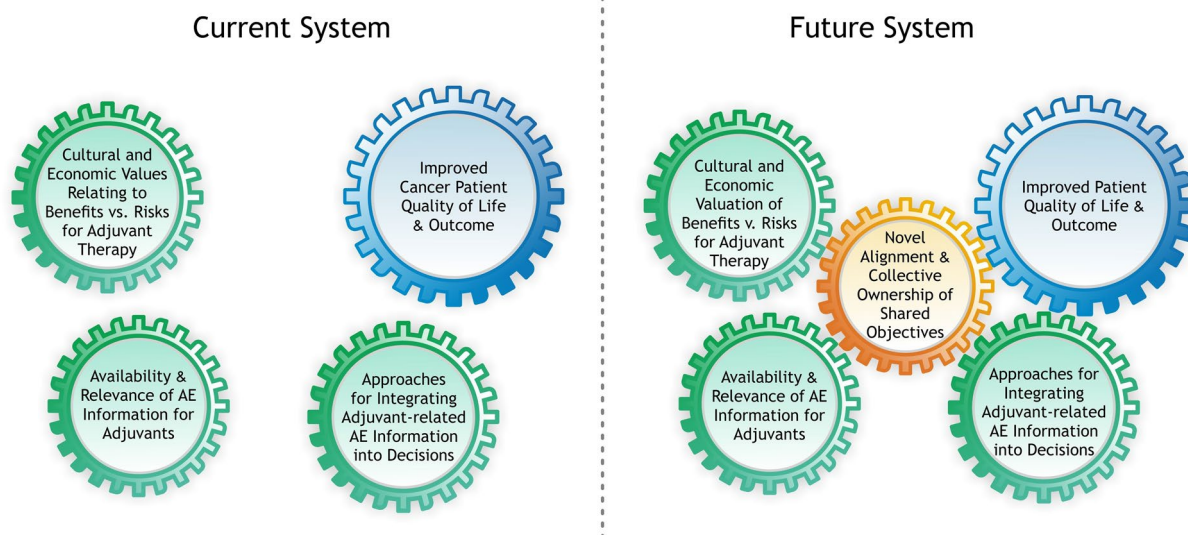 Current System
Cultural and
Economic Values
Relating to
Benefits vs. Risks
for Adjuvant
Therapy
Improved
Cancer Patient
Quality of Life
& Outcome
Availability &
Relevance of AE
Information for
Adjuvants
Approaches
for Integrating
Adjuvant-related
AE Information
into Decisions
Future System
Cultural and
Economic
Valuation of
Benefits v. Risks
for Adjuvant
Therapy
Novel
Alignment &
Collective
Ownership of
Shared
Objectives
Improved Patient
Quality of Life &
Outcome
Availability &
Relevance of AE
Information for
Adjuvants
Approaches for
Integrating
Adjuvant-related
AE Information
into Decisions